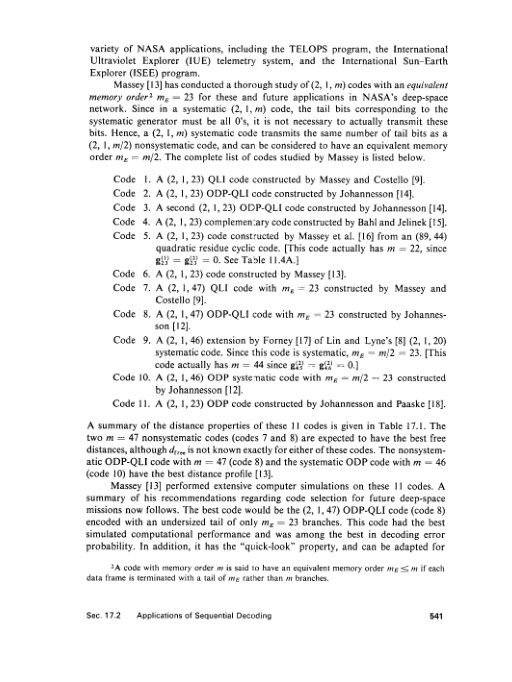 variety of NASA applications, including the TELOPS program, the International
Ultraviolet Explorer (IUE) telemetry system, and the International Sun-Earth
Explorer (ISEE) program.
Massey [13] has conducted a thorough study of (2, 1, m) codes with an equivalent
memory order² m_E = 23 for these and future applications in NASA's deep-space
network. Since in a systematic (2, 1, m) code, the tail bits corresponding to the
systematic generator must be all 0's, it is not necessary to actually transmit these
bits. Hence, a (2, 1, m) systematic code transmits the same number of tail bits as a
(2, 1, m/2) nonsystematic code, and can be considered to have an equivalent memory
order m_E = m/2. The complete list of codes studied by Massey is listed below.
Code 1. A (2, 1, 23) QLI code constructed by Massey and Costello [9].
Code 2. A (2, 1, 23) ODP-QLI code constructed by Johannesson [14].
Code 3. A second (2, 1, 23) ODP-QLI code constructed by Johannesson [14].
Code 4. A (2, 1, 23) complementary code constructed by Bahl and Jelinek [15].
Code 5. A (2, 1, 23) code constructed by Massey et al. [16] from an (89, 44)
quadratic residue cyclic code. [This code actually has m = 22, since
g₂₃⁽¹⁾ = g₂₃⁽²⁾ = 0. See Table 11.4A.]
Code 6. A (2, 1, 23) code constructed by Massey [13].
Code 7. A (2, 1, 47) QLI code with m_E = 23 constructed by Massey and
Costello [9].
Code 8. A (2, 1, 47) ODP-QLI code with m_E = 23 constructed by Johannes-
son [12].
Code 9. A (2, 1, 46) extension by Forney [17] of Lin and Lyne's [8] (2, 1, 20)
systematic code. Since this code is systematic, m_E = m/2 = 23. [This
code actually has m = 44 since g₄₅⁽²⁾ = g₄₆⁽²⁾ = 0.]
Code 10. A (2, 1, 46) ODP systematic code with m_E = m/2 = 23 constructed
by Johannesson [12].
Code 11. A (2, 1, 23) ODP code constructed by Johannesson and Paaske [18].
A summary of the distance properties of these 11 codes is given in Table 17.1. The
two m = 47 nonsystematic codes (codes 7 and 8) are expected to have the best free
distances, although d_free is not known exactly for either of these codes. The nonsystem-
atic ODP-QLI code with m = 47 (code 8) and the systematic ODP code with m = 46
(code 10) have the best distance profile [13].
Massey [13] performed extensive computer simulations on these 11 codes. A
summary of his recommendations regarding code selection for future deep-space
missions now follows. The best code would be the (2, 1, 47) ODP-QLI code (code 8)
encoded with an undersized tail of only m_E = 23 branches. This code had the best
simulated computational performance and was among the best in decoding error
probability. In addition, it has the "quick-look" property, and can be adapted for
²A code with memory order m is said to have an equivalent memory order m_E ≤ m if each
data frame is terminated with a tail of m_E rather than m branches.
Sec. 17.2 Applications of Sequential Decoding 541